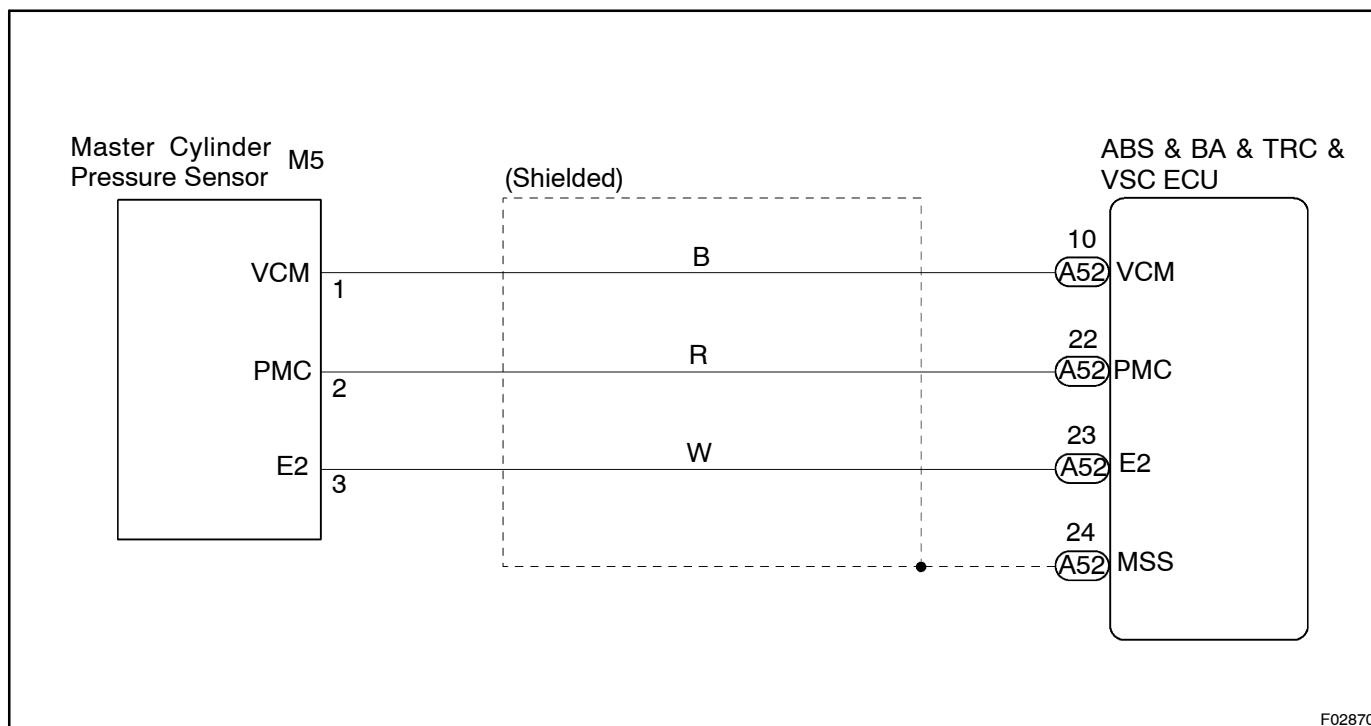 Master Cylinder
Pressure Sensor
M5
(Shielded)
ABS & BA & TRC &
VSC ECU
VCM
1
B
10
A52
VCM
PMC
2
R
22
A52
PMC
E2
3
W
23
A52
E2
24
A52
MSS
F02870